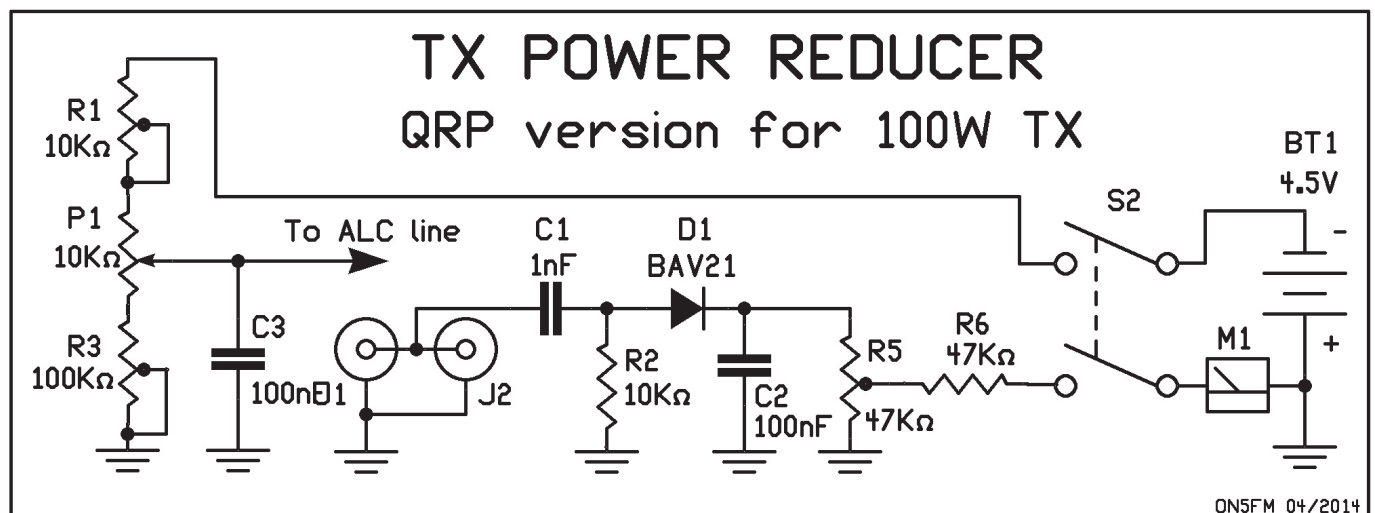 TX POWER REDUCER
QRP version for 100W TX
R1
10KΩ
P1
10KΩ
R3
100KΩ
To ALC line
C3
100nF
J1
J2
C1
1nF
D1
BAV21
R2
10KΩ
C2
100nF
R5
47KΩ
R6
47KΩ
S2
M1
BT1
4.5V
-
+
ON5FM 04/2014